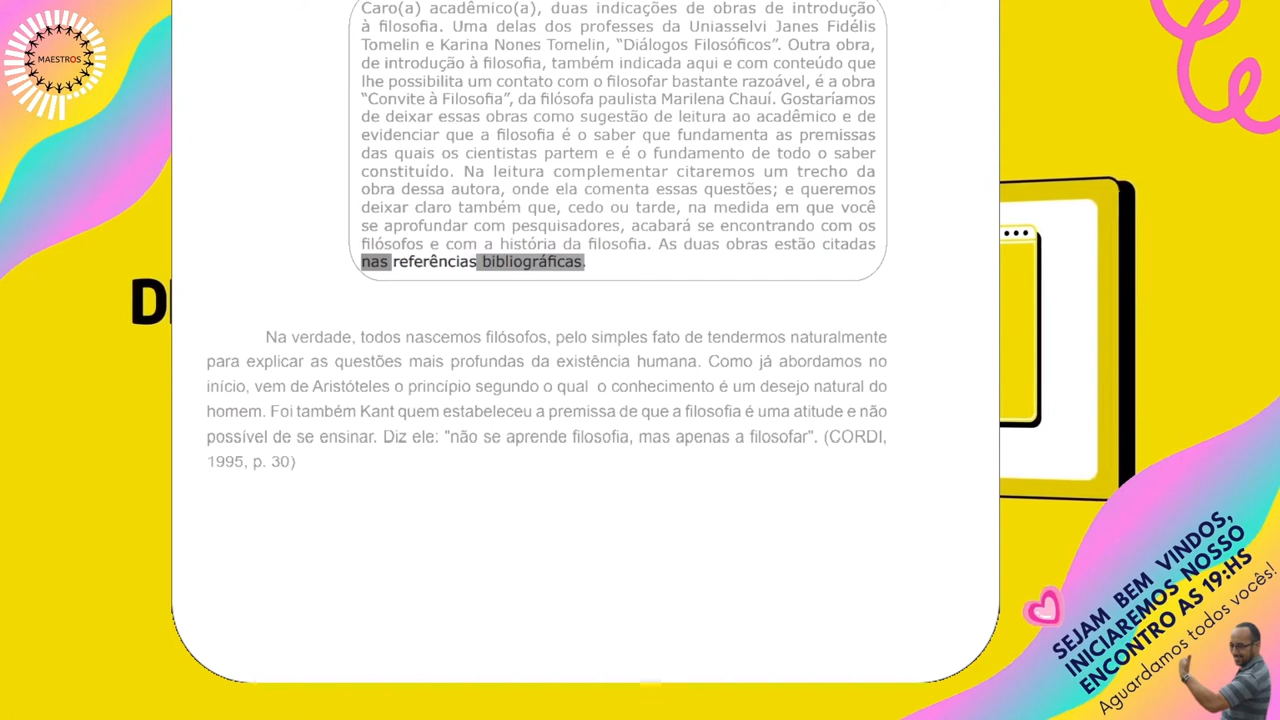 MAESTROS
Caro(a) acadêmico(a), duas indicações de obras de introdução
à filosofia. Uma delas dos professes da Uniasselvi Janes Fidélis
Tomelin e Karina Nones Tomelin, “Diálogos Filosóficos”. Outra obra,
de introdução à filosofia, também indicada aqui e com conteúdo que
lhe possibilita um contato com o filosofar bastante razoável, é a obra
“Convite à Filosofia”, da filósofa paulista Marilena Chauí. Gostaríamos
de deixar essas obras como sugestão de leitura ao acadêmico e de
evidenciar que a filosofia é o saber que fundamenta as premissas
das quais os cientistas partem e é o fundamento de todo o saber
constituído. Na leitura complementar citaremos um trecho da
obra dessa autora, onde ela comenta essas questões; e queremos
deixar claro também que, cedo ou tarde, na medida em que você
se aprofundar com pesquisadores, acabará se encontrando com os
filósofos e com a história da filosofia. As duas obras estão citadas
nas referências bibliográficas.
Na verdade, todos nascemos filósofos, pelo simples fato de tendermos naturalmente
para explicar as questões mais profundas da existência humana. Como já abordamos no
início, vem de Aristóteles o princípio segundo o qual o conhecimento é um desejo natural do
homem. Foi também Kant quem estabeleceu a premissa de que a filosofia é uma atitude e não
possível de se ensinar. Diz ele: "não se aprende filosofia, mas apenas a filosofar". (CORDI,
1995, p. 30)
SEJAM BEM VINDOS,
INICIAREMOS NOSSO
ENCONTRO AS 19:HS
Aguardamos todos vocês!